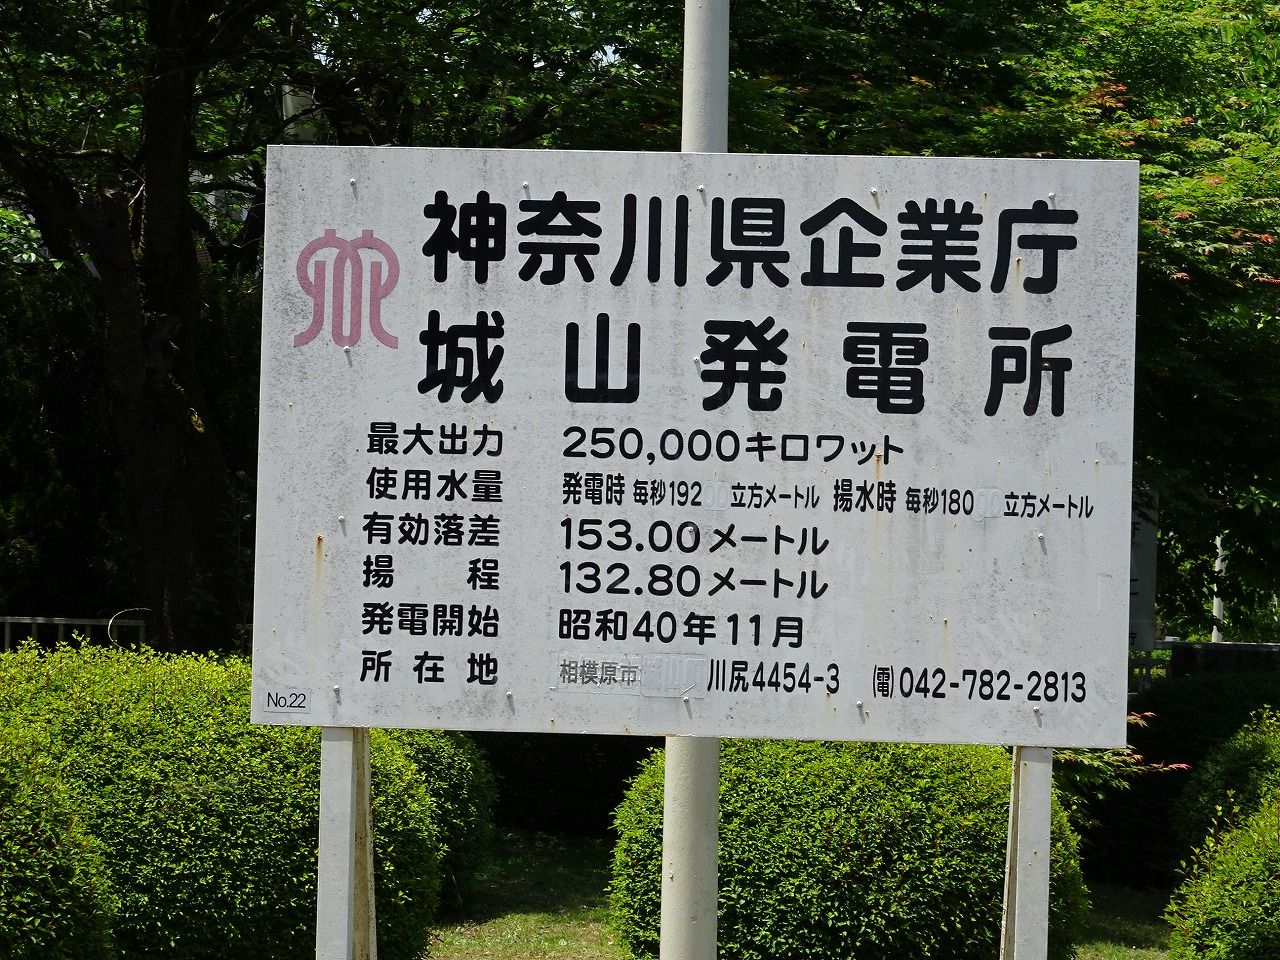 神奈川県企業庁
城山発電所
最大出力 250,000キロワット
使用水量 発電時 毎秒192 立方メートル 揚水時 毎秒180 立方メートル
有効落差 153.00メートル
揚程 132.80メートル
発電開始 昭和40年11月
所在地 相模原市 川尻4454-3 ㈹042-782-2813
No.22